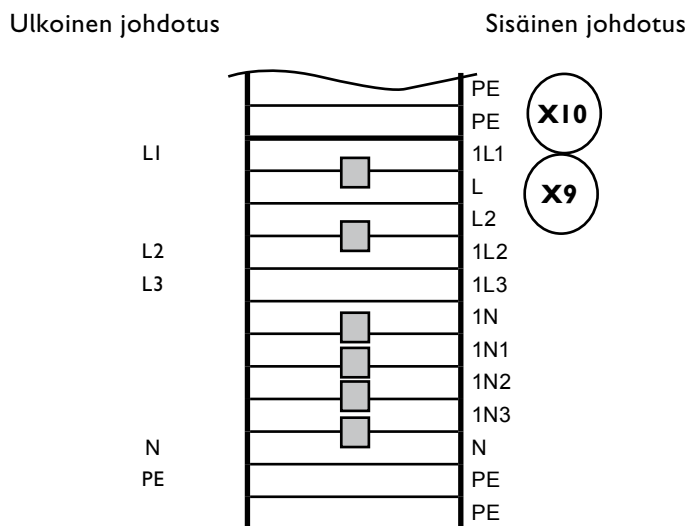 Ulkoinen johdotus Sisäinen johdotus
PE
PE X10
L1 1L1
L X9
L2
L2 1L2
L3 1L3
1N
1N1
1N2
1N3
N N
PE PE
PE